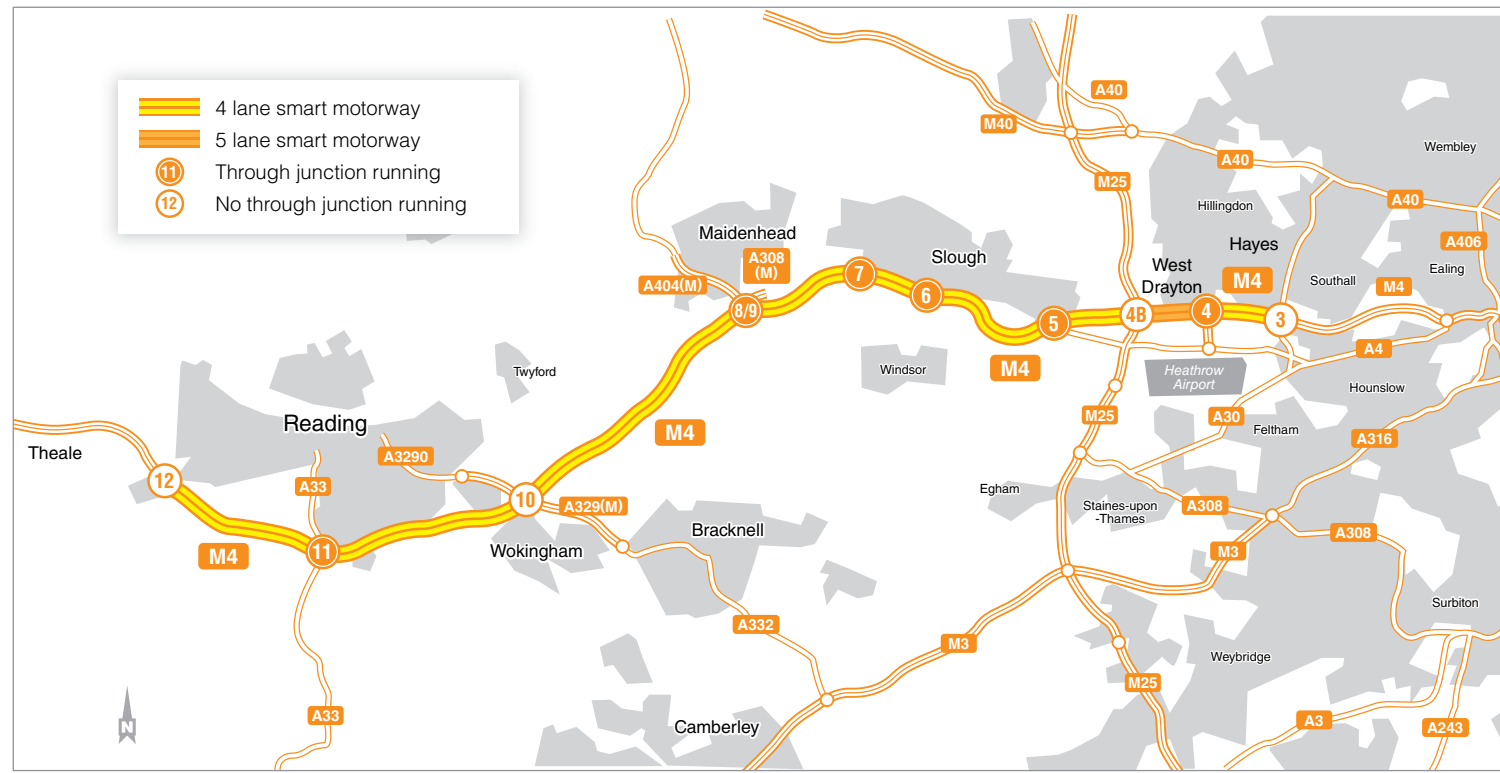 4 lane smart motorway
5 lane smart motorway
11 Through junction running
12 No through junction running
A40
M40
Wembley
A40
M25
A40
Hillingdon
Maidenhead
A308
(M)
Hayes
A406
Slough
West
Drayton
M4
Southall
Ealing
A404(M)
M4
7
6
8/9
5
4B
4
3
A4
M4
Windsor
Heathrow
Airport
Twyford
Hounslow
Reading
M25
A30
Feltham
A316
M4
Theale
A3290
12
A33
10
A329(M)
Egham
Staines-upon
-Thames
A308
A308
Bracknell
M4
11
Wokingham
M3
Surbiton
A332
M3
Weybridge
M25
N
A33
Camberley
A3
A243